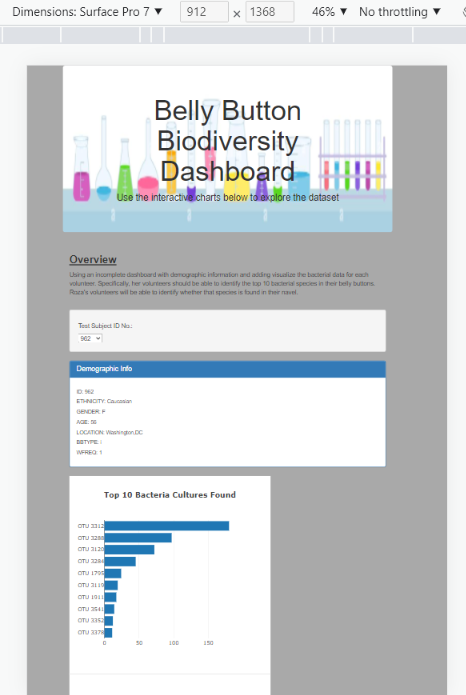 Dimensions: Surface Pro 7 ▼ 912 × 1368 46% ▼ No throttling ▼
Belly Button
Biodiversity
Dashboard
Use the interactive charts below to explore the dataset
Overview
Using an incomplete dashboard with demographic information and adding visualize the bacterial data for each
volunteer. Specifically, her volunteers should be able to identify the top 10 bacterial species in their belly buttons.
Roza's volunteers will be able to identify whether that species is found in their navel.
Test Subject ID No.:
962
Demographic Info
ID: 962
ETHNICITY: Caucasian
GENDER: F
AGE: 56
LOCATION: Washington,DC
BBTYPE: I
WFREQ: 1
Top 10 Bacteria Cultures Found
OTU 3312
OTU 3288
OTU 3120
OTU 3284
OTU 1795
OTU 3119
OTU 1911
OTU 3541
OTU 3352
OTU 3378
0 50 100 150